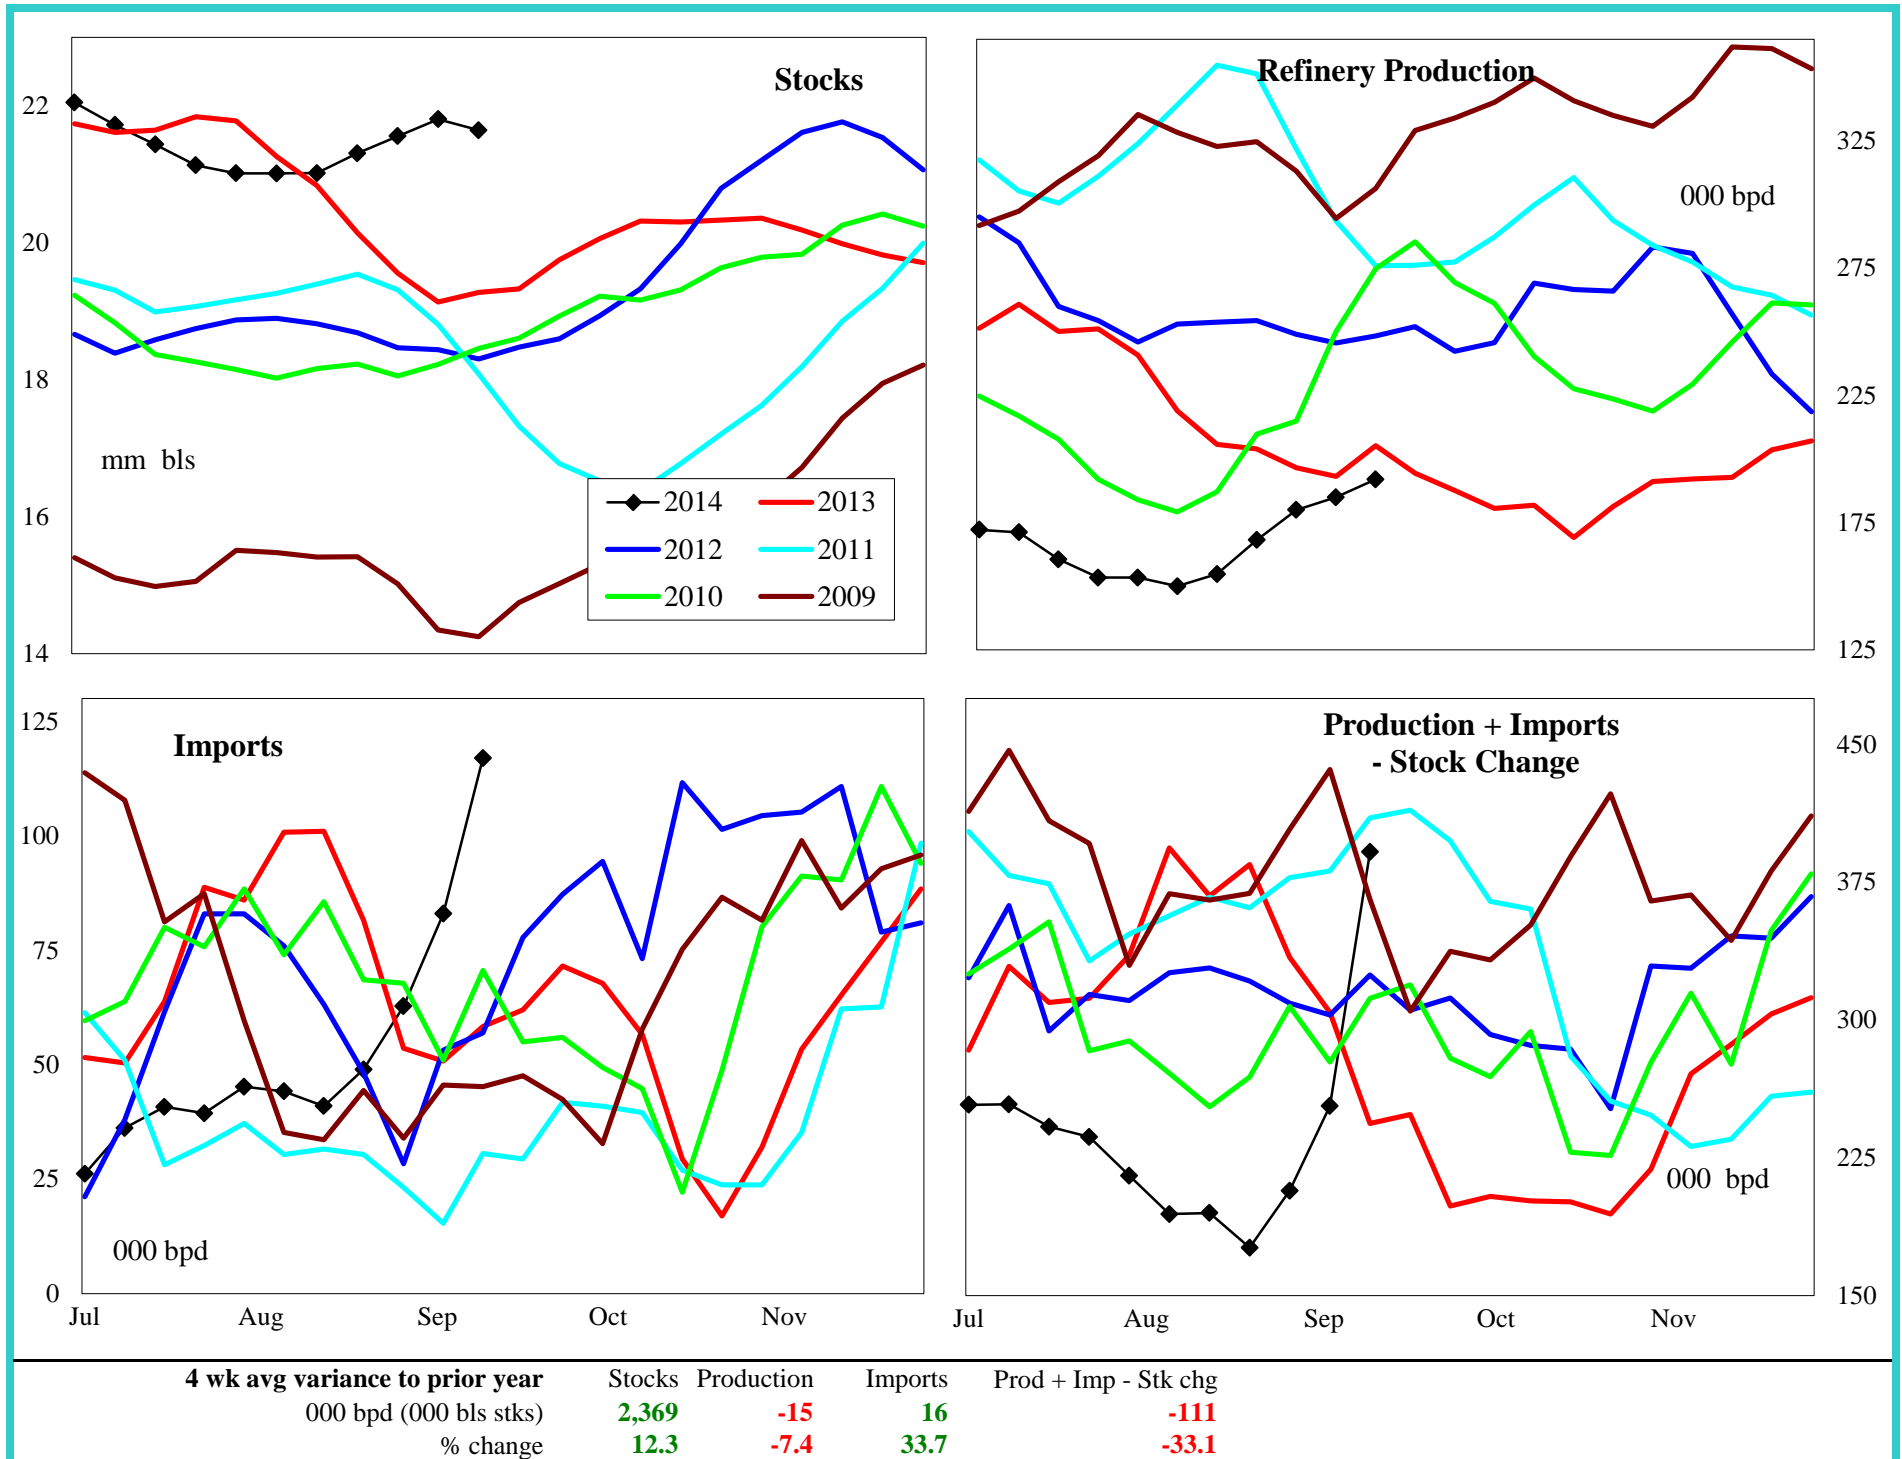 Stocks
22
20
18
16
14
mm bls
2014 2013
2012 2011
2010 2009
Refinery Production
000 bpd
325
275
225
175
125
Imports
125
100
75
50
25
0
000 bpd
Jul Aug Sep Oct Nov
Production + Imports
- Stock Change
450
375
300
225
150
000 bpd
Jul Aug Sep Oct Nov
4 wk avg variance to prior year Stocks Production Imports Prod + Imp - Stk chg
000 bpd (000 bls stks) 2,369 -15 16 -111
% change 12.3 -7.4 33.7 -33.1